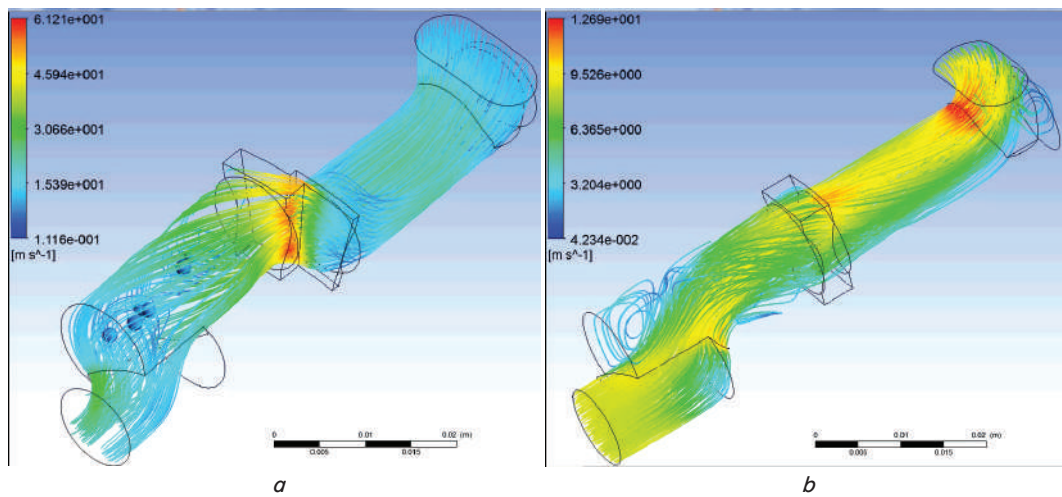 6.121e+001
4.594e+001
3.066e+001
1.539e+001
1.116e-001
[m s^-1]
0 0.01 0.02 (m)
0.005 0.015
a
1.269e+001
9.526e+000
6.365e+000
3.204e+000
4.234e-002
[m s^-1]
0 0.01 0.02 (m)
0.005 0.015
b